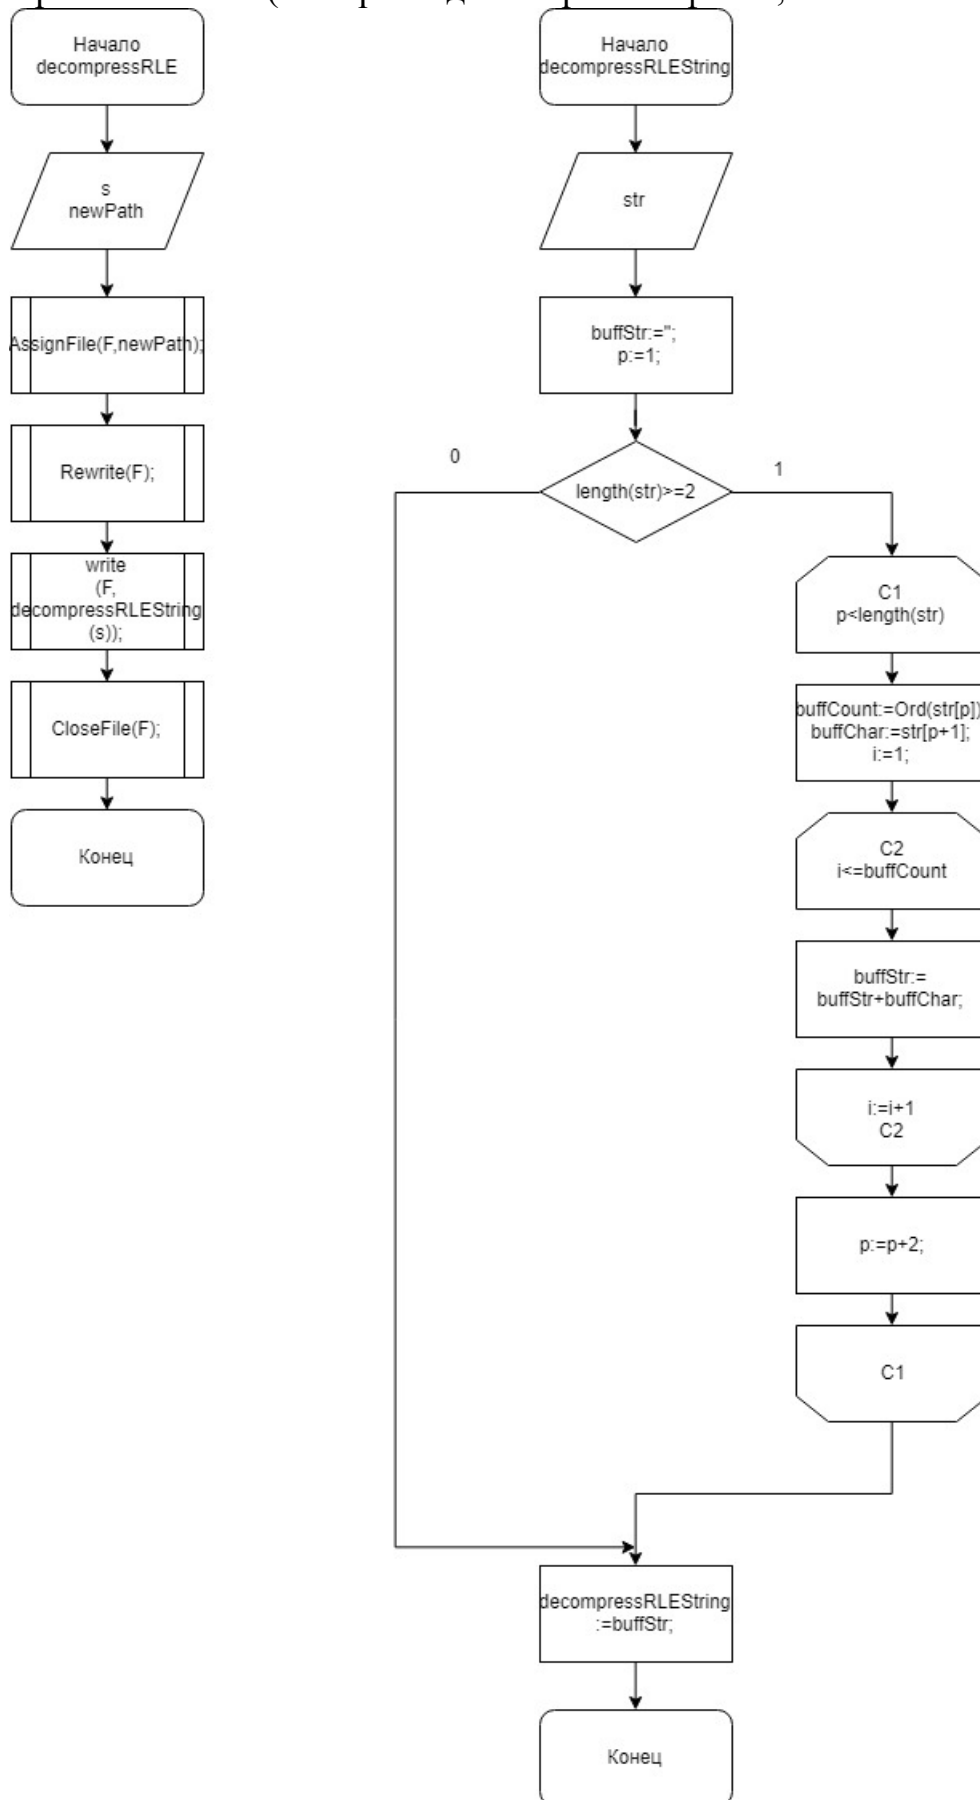 Начало
decompressRLE
s
newPath
AssignFile(F,newPath);
Rewrite(F);
write
(F,
decompressRLEString
(s));
CloseFile(F);
Конец
Начало
decompressRLEString
str
buffStr:='';
p:=1;
0
length(str)>=2
1
C1
p<length(str)
buffCount:=Ord(str[p])
buffChar:=str[p+1];
i:=1;
C2
i<=buffCount
buffStr:=
buffStr+buffChar;
i:=i+1
C2
p:=p+2;
C1
decompressRLEString
:=buffStr;
Конец